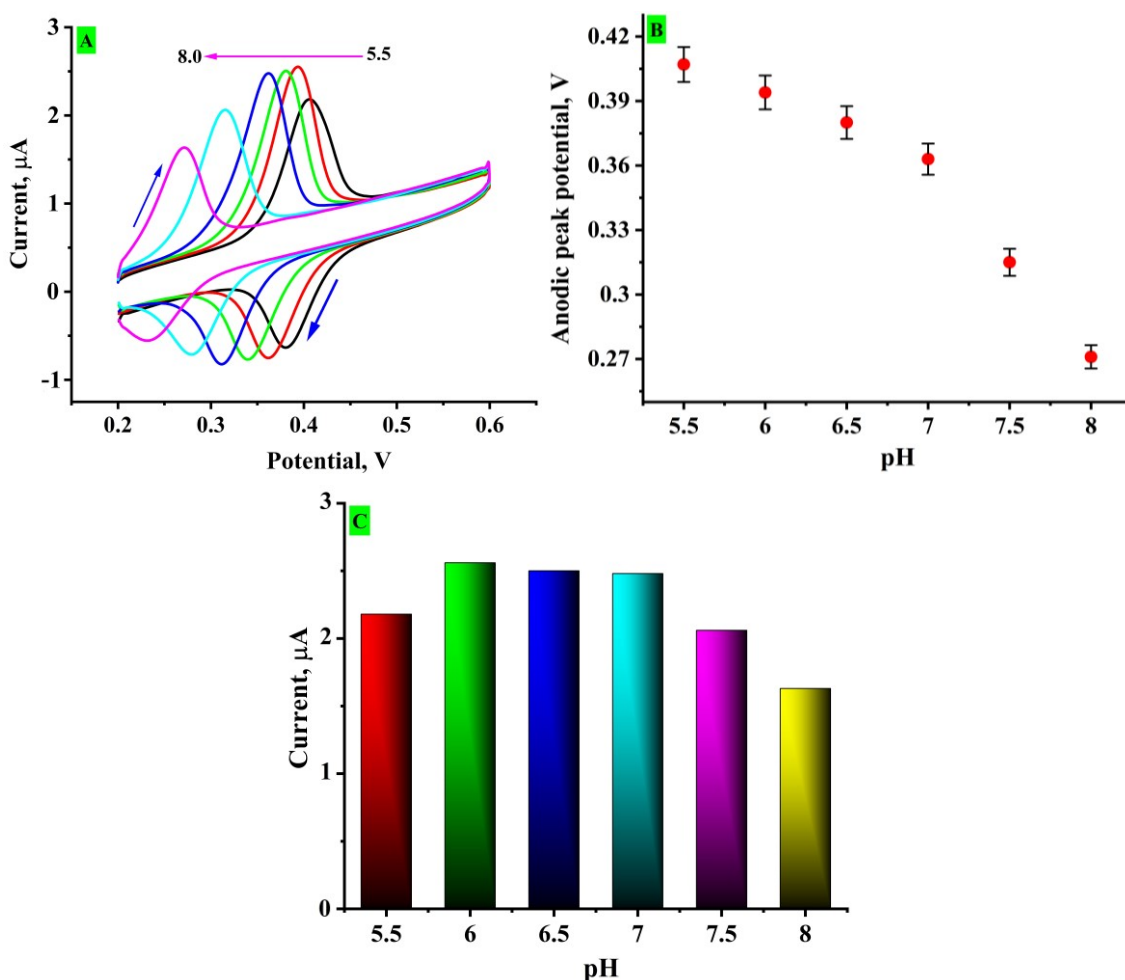 A
8.0
5.5
3
2
1
0
-1
Current, μA
0.2 0.3 0.4 0.5 0.6
Potential, V
B
0.42
0.39
0.36
0.33
0.3
0.27
Anodic peak potential, V
5.5 6 6.5 7 7.5 8
pH
C
3
2
1
0
Current, μA
5.5 6 6.5 7 7.5 8
pH